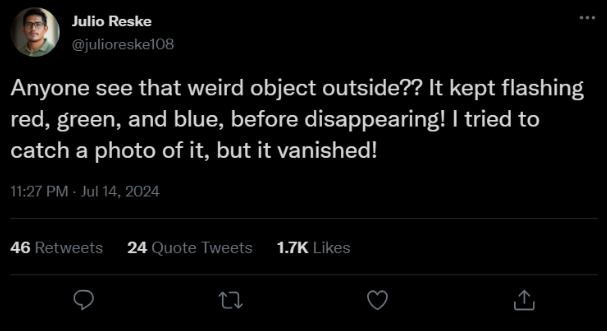 Julio Reske
@julioreske108
Anyone see that weird object outside?? It kept flashing
red, green, and blue, before disappearing! I tried to
catch a photo of it, but it vanished!
11:27 PM · Jul 14, 2024
46 Retweets 24 Quote Tweets 1.7K Likes